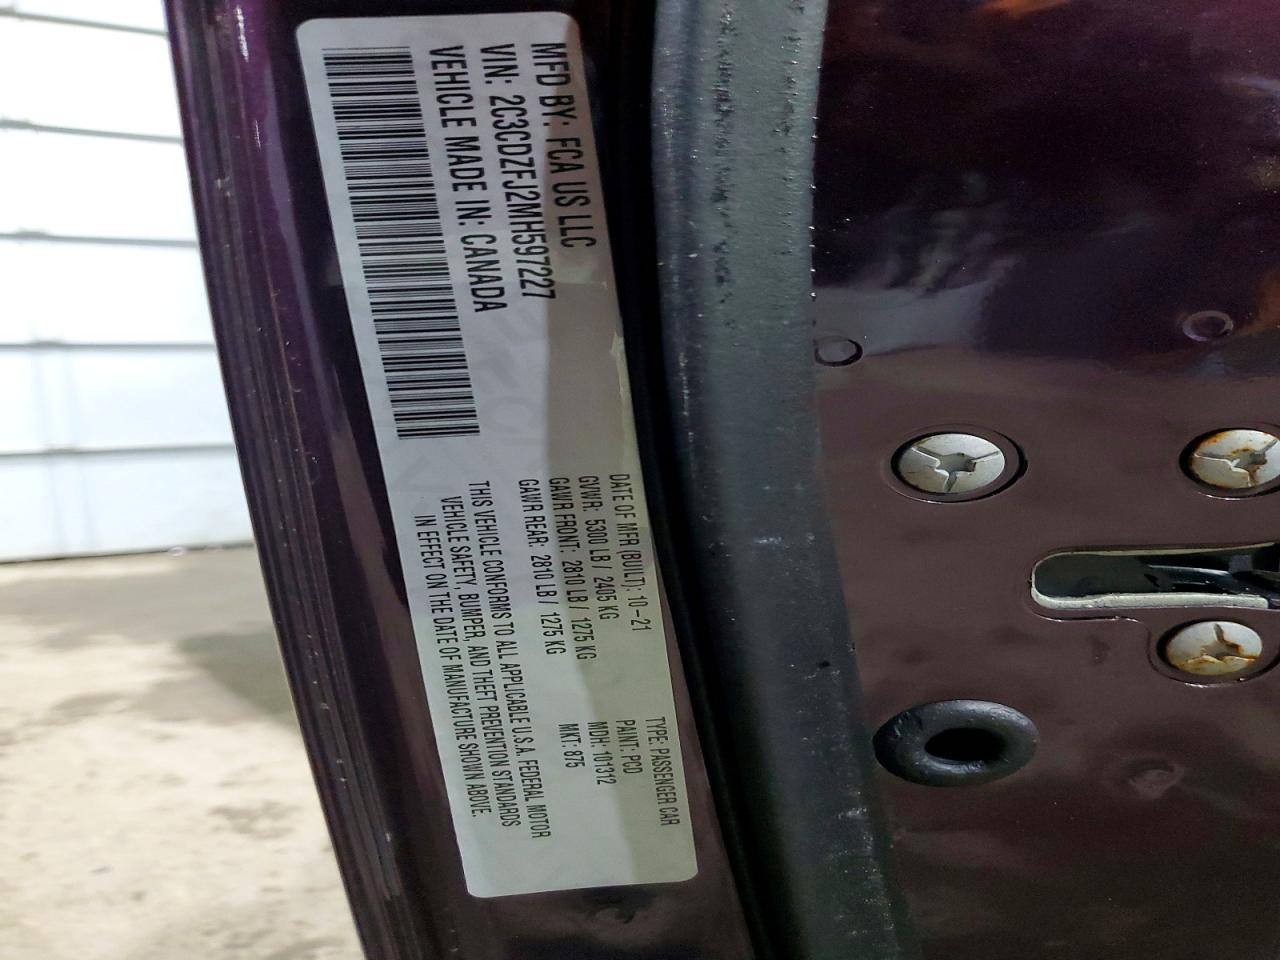 MFD BY: FCA US LLC
VIN: 2C3CDZFJ2MH597227
VEHICLE MADE IN: CANADA
DATE OF MFR (BUILT): 10-21
GVWR: 5300 LB / 2405 KG
GAWR FRONT: 2810 LB / 1275 KG
GAWR REAR: 2810 LB / 1275 KG
TYPE: PASSENGER CAR
PAINT: PCD
MDH: 101312
MKT: 875
THIS VEHICLE CONFORMS TO ALL APPLICABLE U.S.A. FEDERAL MOTOR
VEHICLE SAFETY, BUMPER, AND THEFT PREVENTION STANDARDS
IN EFFECT ON THE DATE OF MANUFACTURE SHOWN ABOVE.